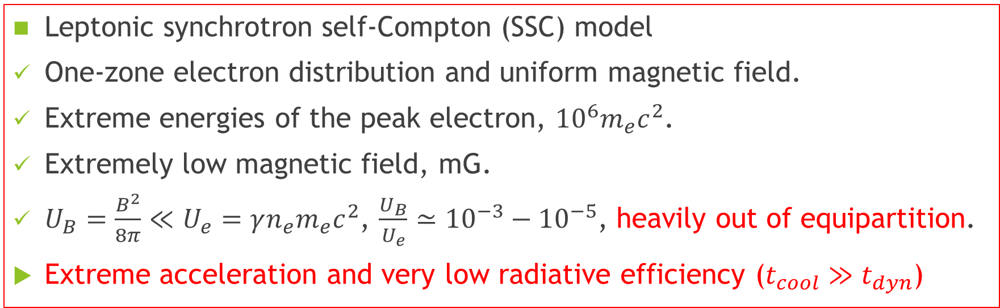 ■ Leptonic synchrotron self-Compton (SSC) model
✓ One-zone electron distribution and uniform magnetic field.
✓ Extreme energies of the peak electron, $10^6 m_e c^2$.
✓ Extremely low magnetic field, mG.
✓ $U_B = \frac{B^2}{8\pi} \ll U_e = \gamma n_e m_e c^2$, $\frac{U_B}{U_e} \simeq 10^{-3} - 10^{-5}$, heavily out of equipartition.
▶ Extreme acceleration and very low radiative efficiency ($t_{cool} \gg t_{dyn}$)